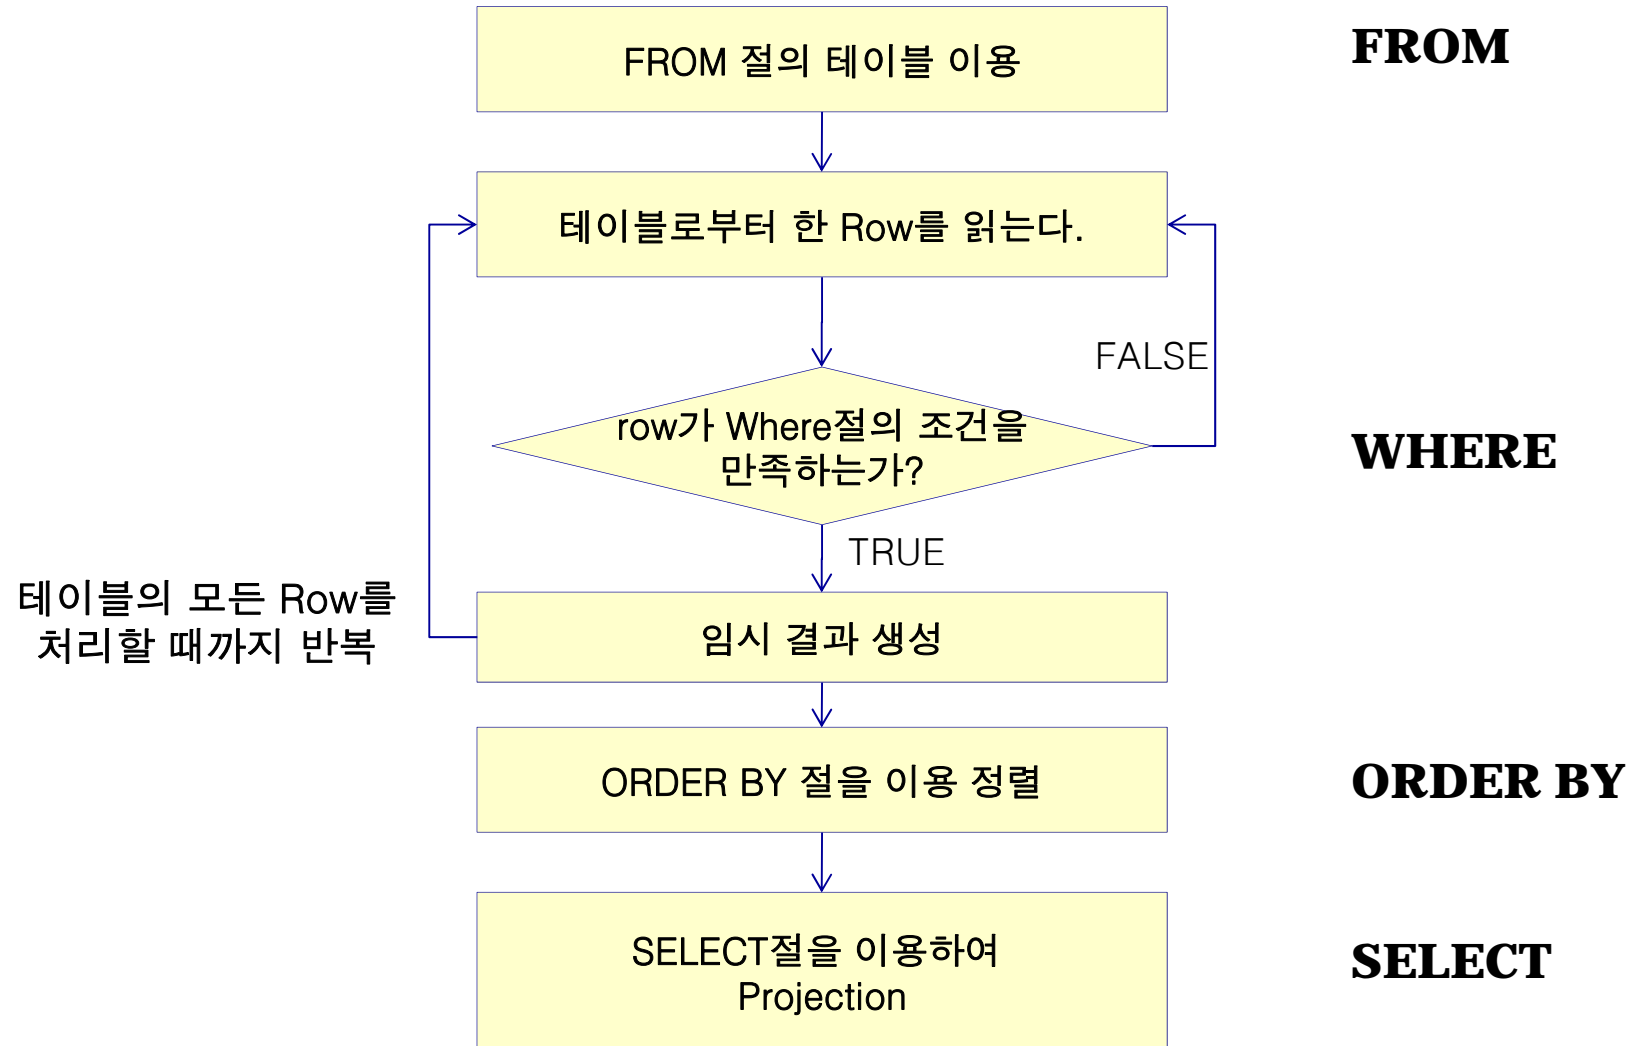 FROM 절의 테이블 이용
FROM
테이블로부터 한 Row를 읽는다.
FALSE
row가 Where절의 조건을
만족하는가?
WHERE
TRUE
테이블의 모든 Row를
처리할 때까지 반복
임시 결과 생성
ORDER BY 절을 이용 정렬
ORDER BY
SELECT절을 이용하여
Projection
SELECT